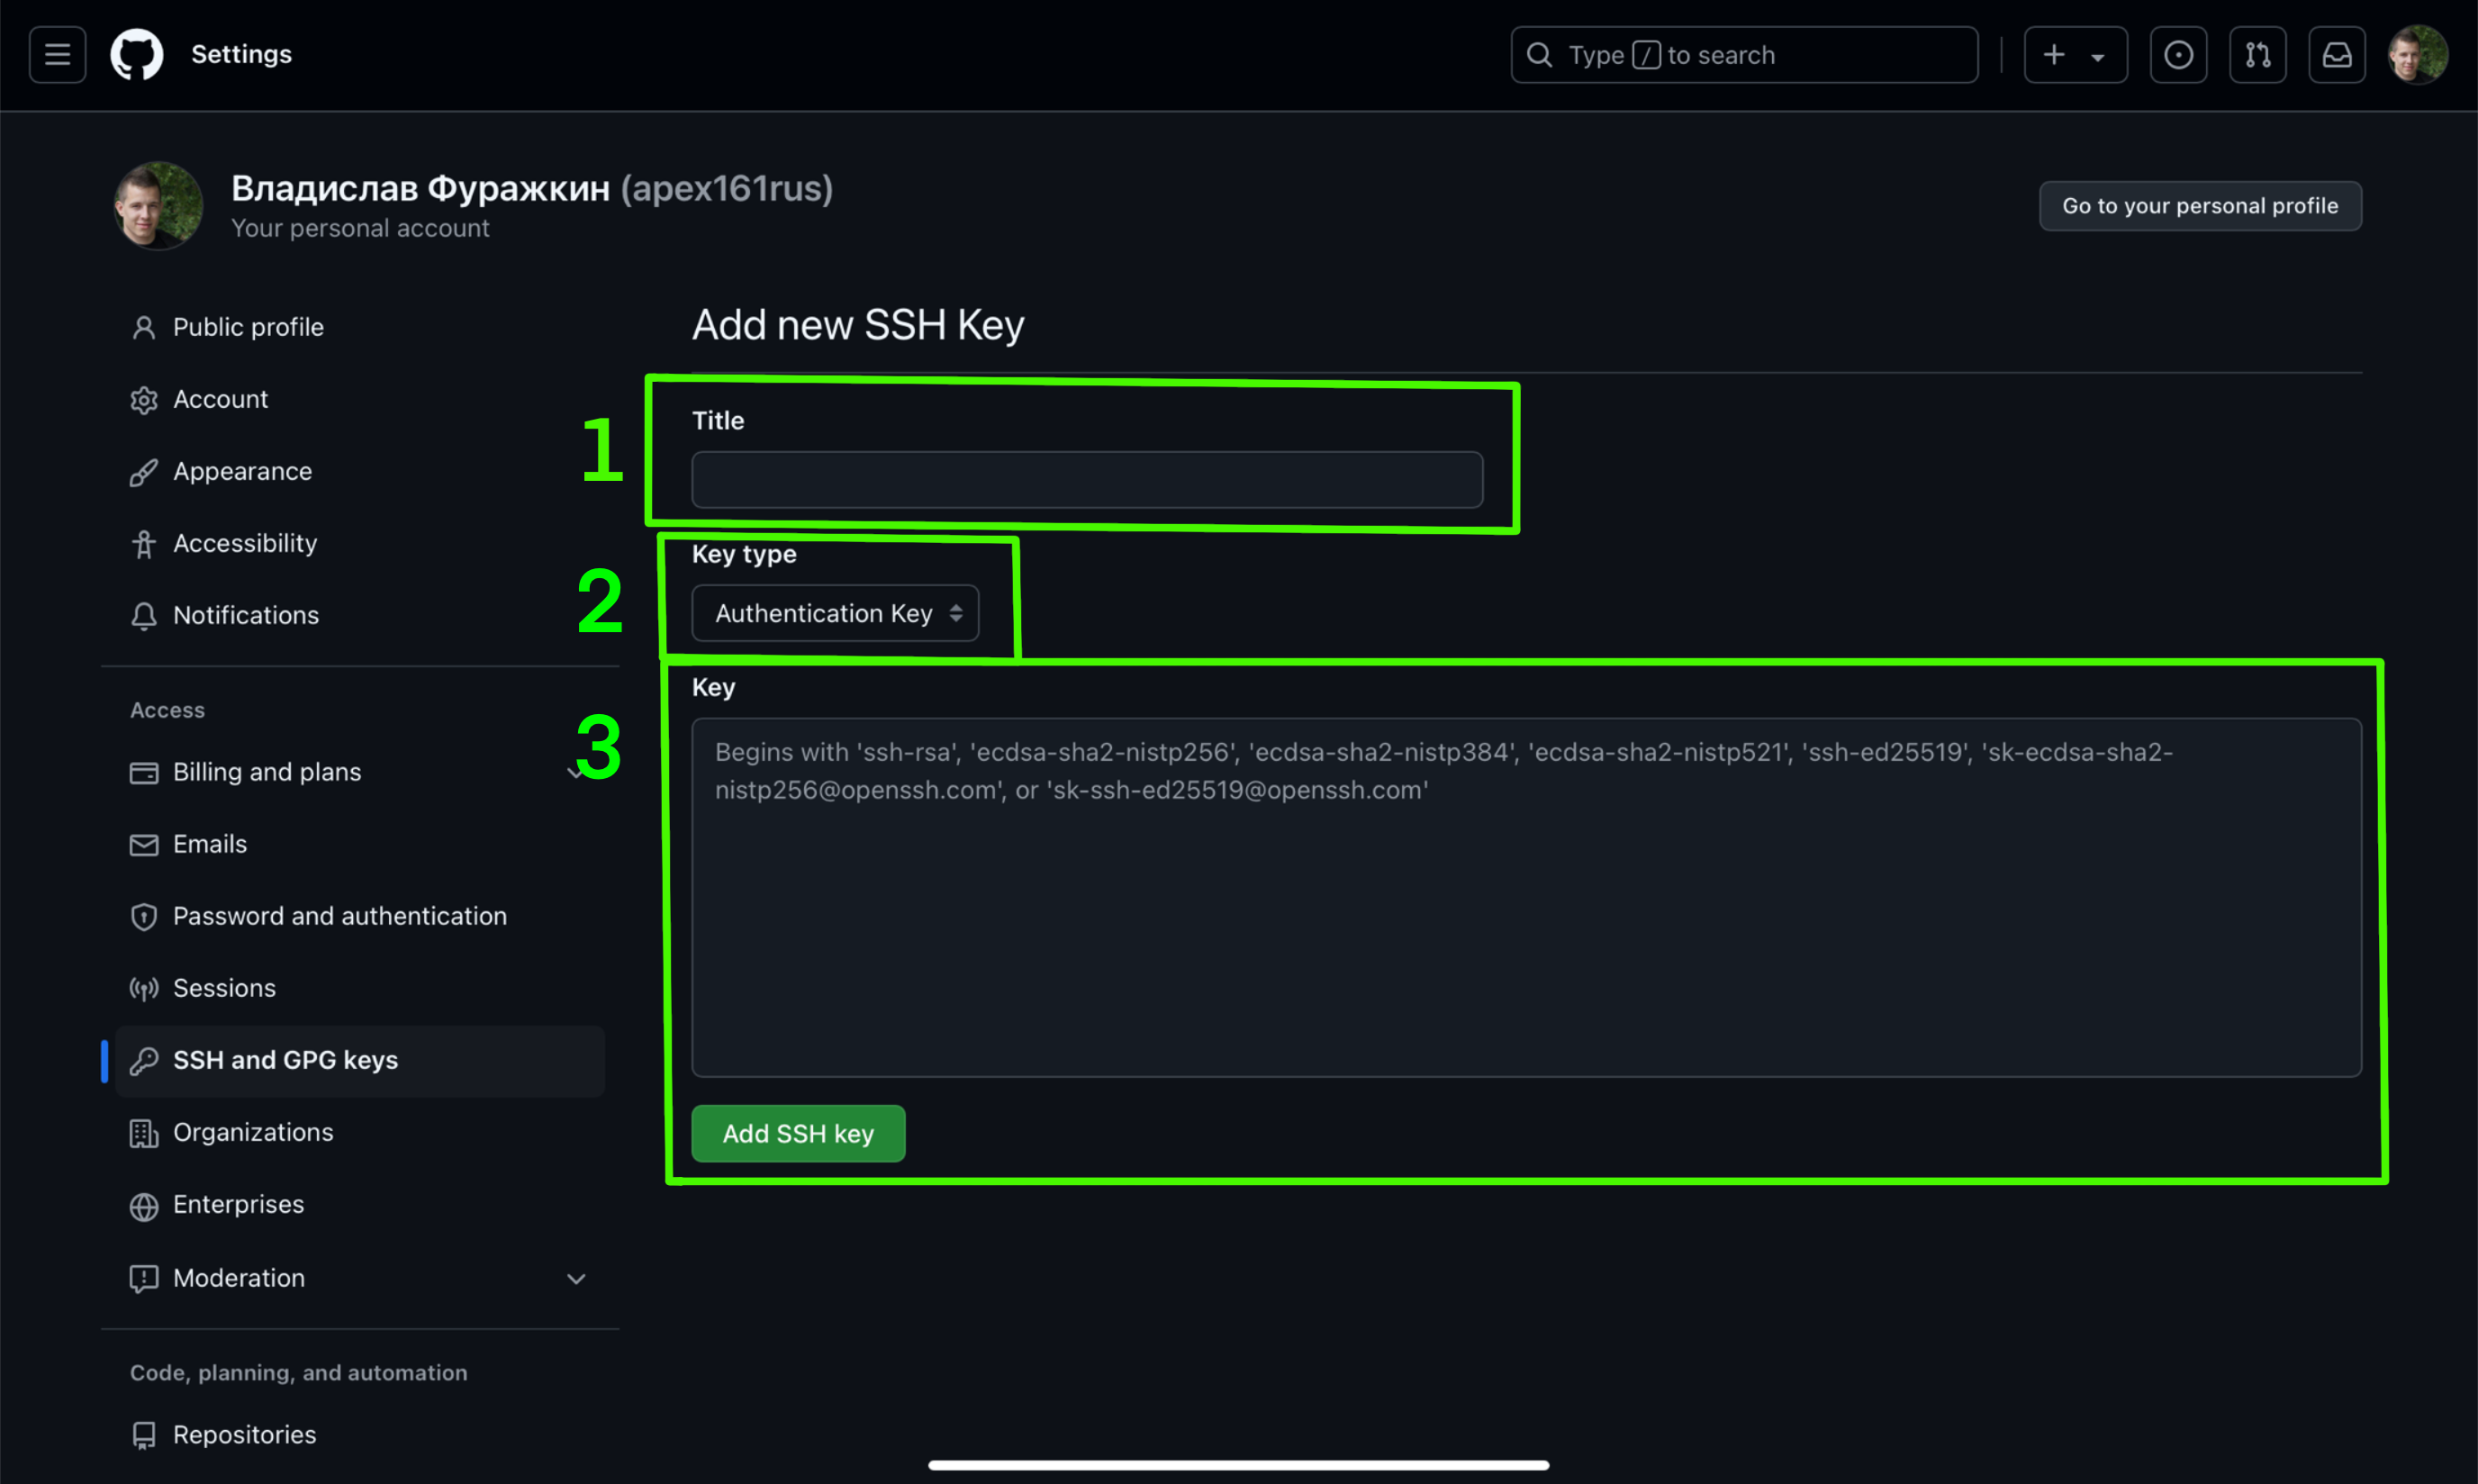 Settings
Type / to search
Владислав Фуражкин (apex161rus)
Your personal account
Go to your personal profile
Public profile
Account
Appearance
Accessibility
Notifications
Access
Billing and plans
Emails
Password and authentication
Sessions
SSH and GPG keys
Organizations
Enterprises
Moderation
Code, planning, and automation
Repositories
Add new SSH Key
1
Title
2
Key type
Authentication Key
3
Key
Begins with 'ssh-rsa', 'ecdsa-sha2-nistp256', 'ecdsa-sha2-nistp384', 'ecdsa-sha2-nistp521', 'ssh-ed25519', 'sk-ecdsa-sha2-
nistp256@openssh.com', or 'sk-ssh-ed25519@openssh.com'
Add SSH key